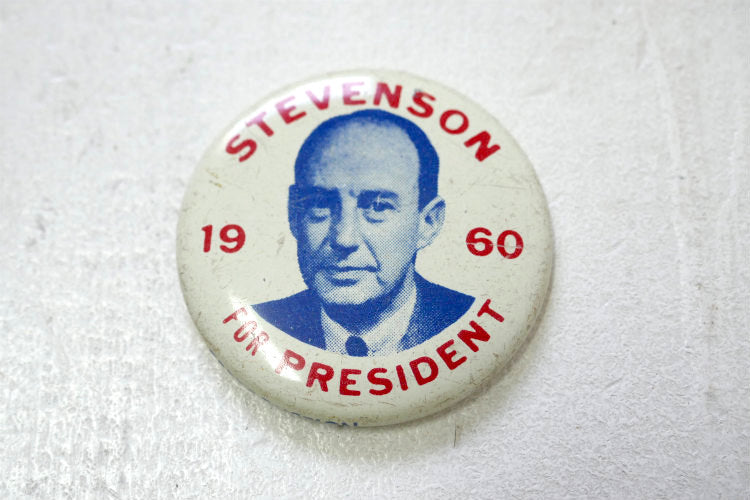 STEVENSON
19 60
FOR PRESIDENT